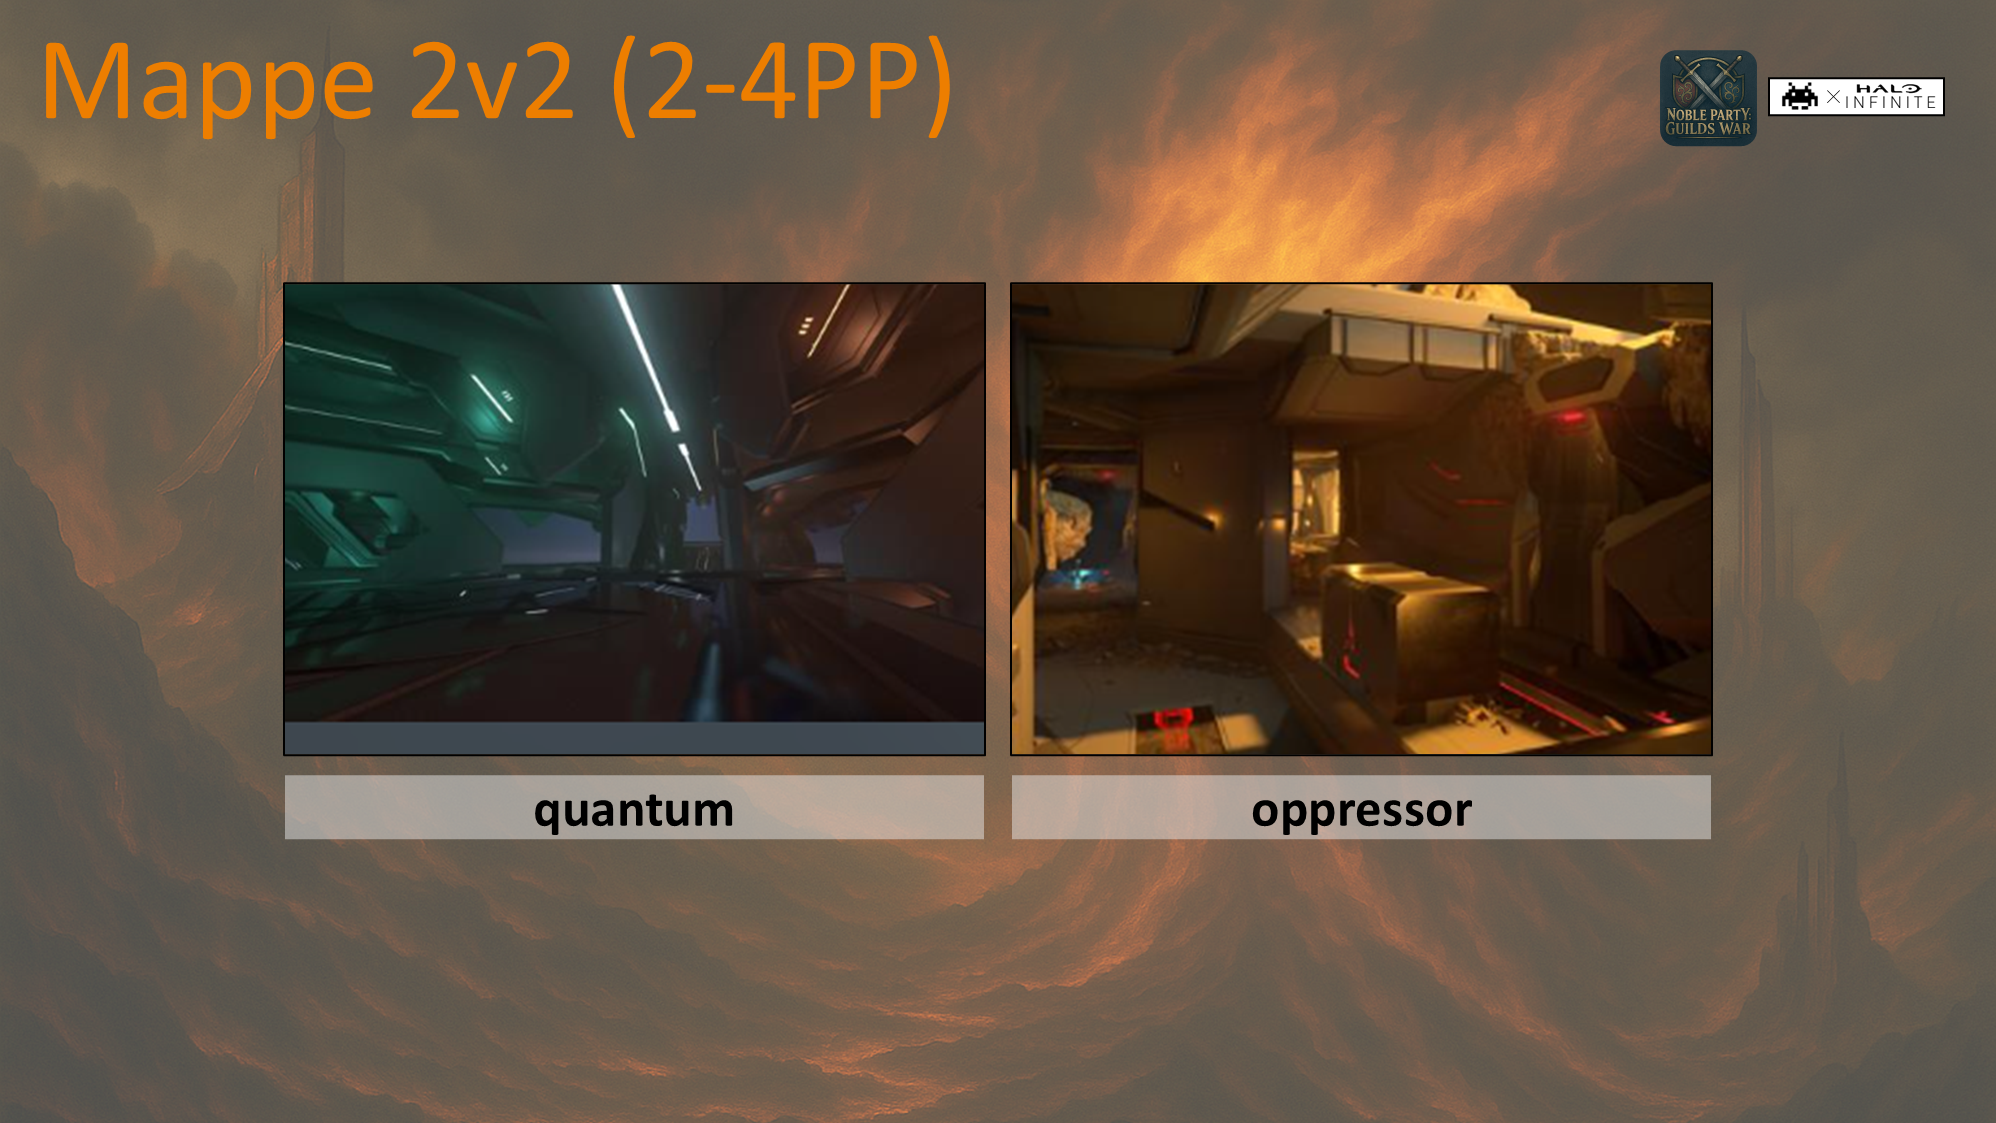 Mappe 2v2 (2-4PP)
NOBLE PARTY:
GUILDS WAR
× HALO
INFINITE
quantum
oppressor